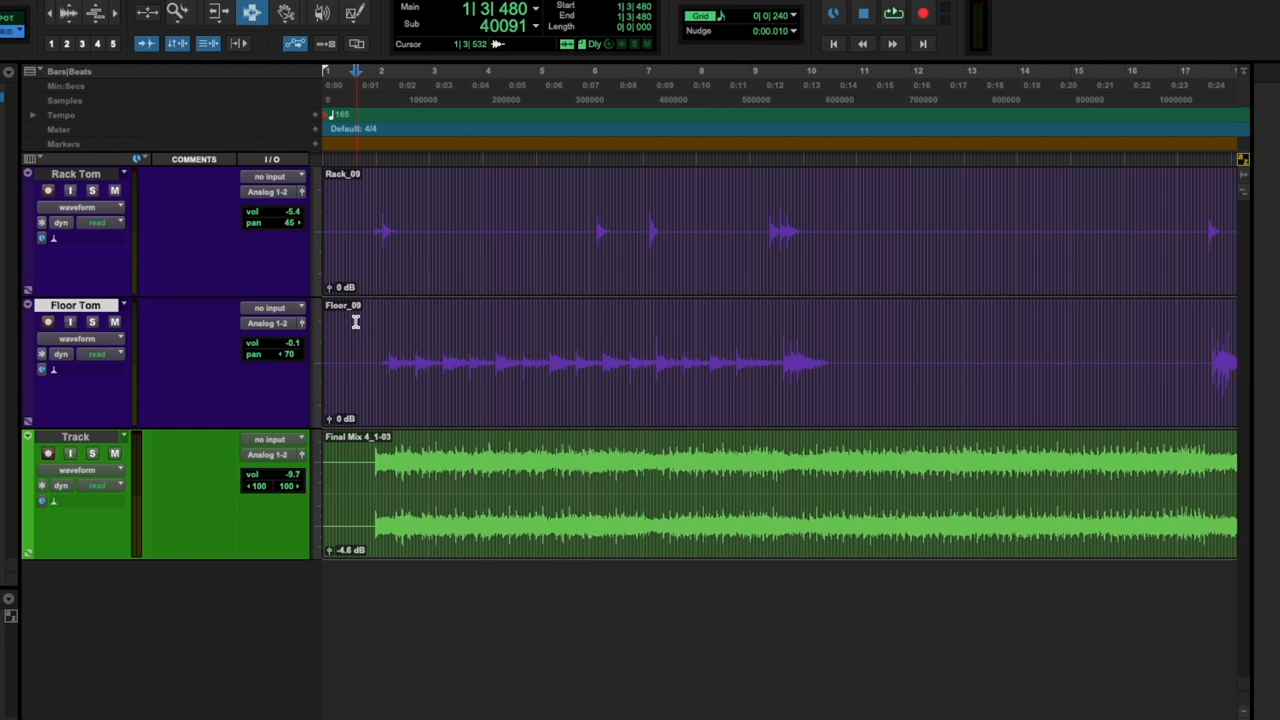 POT
GRID
1 2 3 4 5
Main 1| 3| 480
Sub 40091
Cursor 1| 3| 532
Start 1| 3| 480
End 1| 3| 480
Length 0| 0| 000
Dly S M
Grid 0| 0| 240
Nudge 0:00.010
Bars|Beats 1 2 3 4 5 6 7 8 9 10 11 12 13 14 15 16 17
Min:Secs 0:00 0:01 0:02 0:03 0:04 0:05 0:06 0:07 0:08 0:09 0:10 0:11 0:12 0:13 0:14 0:15 0:16 0:17 0:18 0:19 0:20 0:21 0:22 0:23 0:24
Samples 0 100000 200000 300000 400000 500000 600000 700000 800000 900000 1000000
Tempo 165
Meter Default: 4/4
Markers
COMMENTS I / O
Rack Tom no input Rack_09
I S M Analog 1-2
waveform vol -5.4
dyn read pan 45
0 dB
Floor Tom no input Floor_09
I S M Analog 1-2
waveform vol -0.1
dyn read pan 70
0 dB
Track no input Final Mix 4_1-03
I S M Analog 1-2
waveform vol -9.7
dyn read 100 100
-4.6 dB